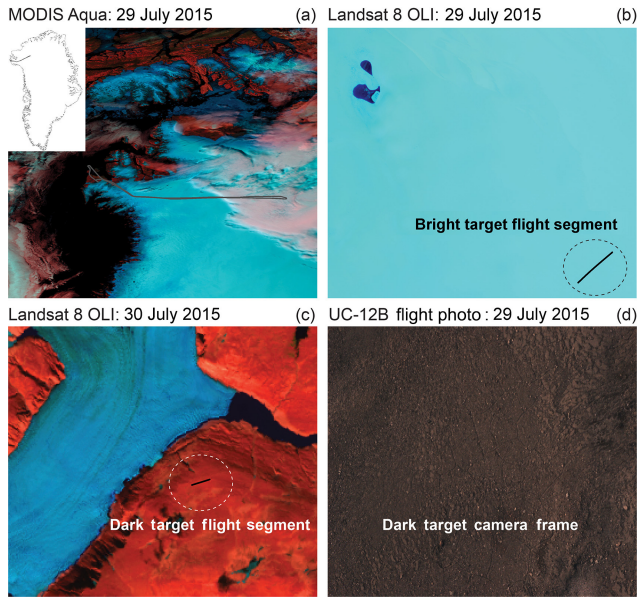 MODIS Aqua: 29 July 2015 (a)
Landsat 8 OLI: 29 July 2015 (b)
Bright target flight segment
Landsat 8 OLI: 30 July 2015 (c)
UC-12B flight photo: 29 July 2015 (d)
Dark target flight segment
Dark target camera frame